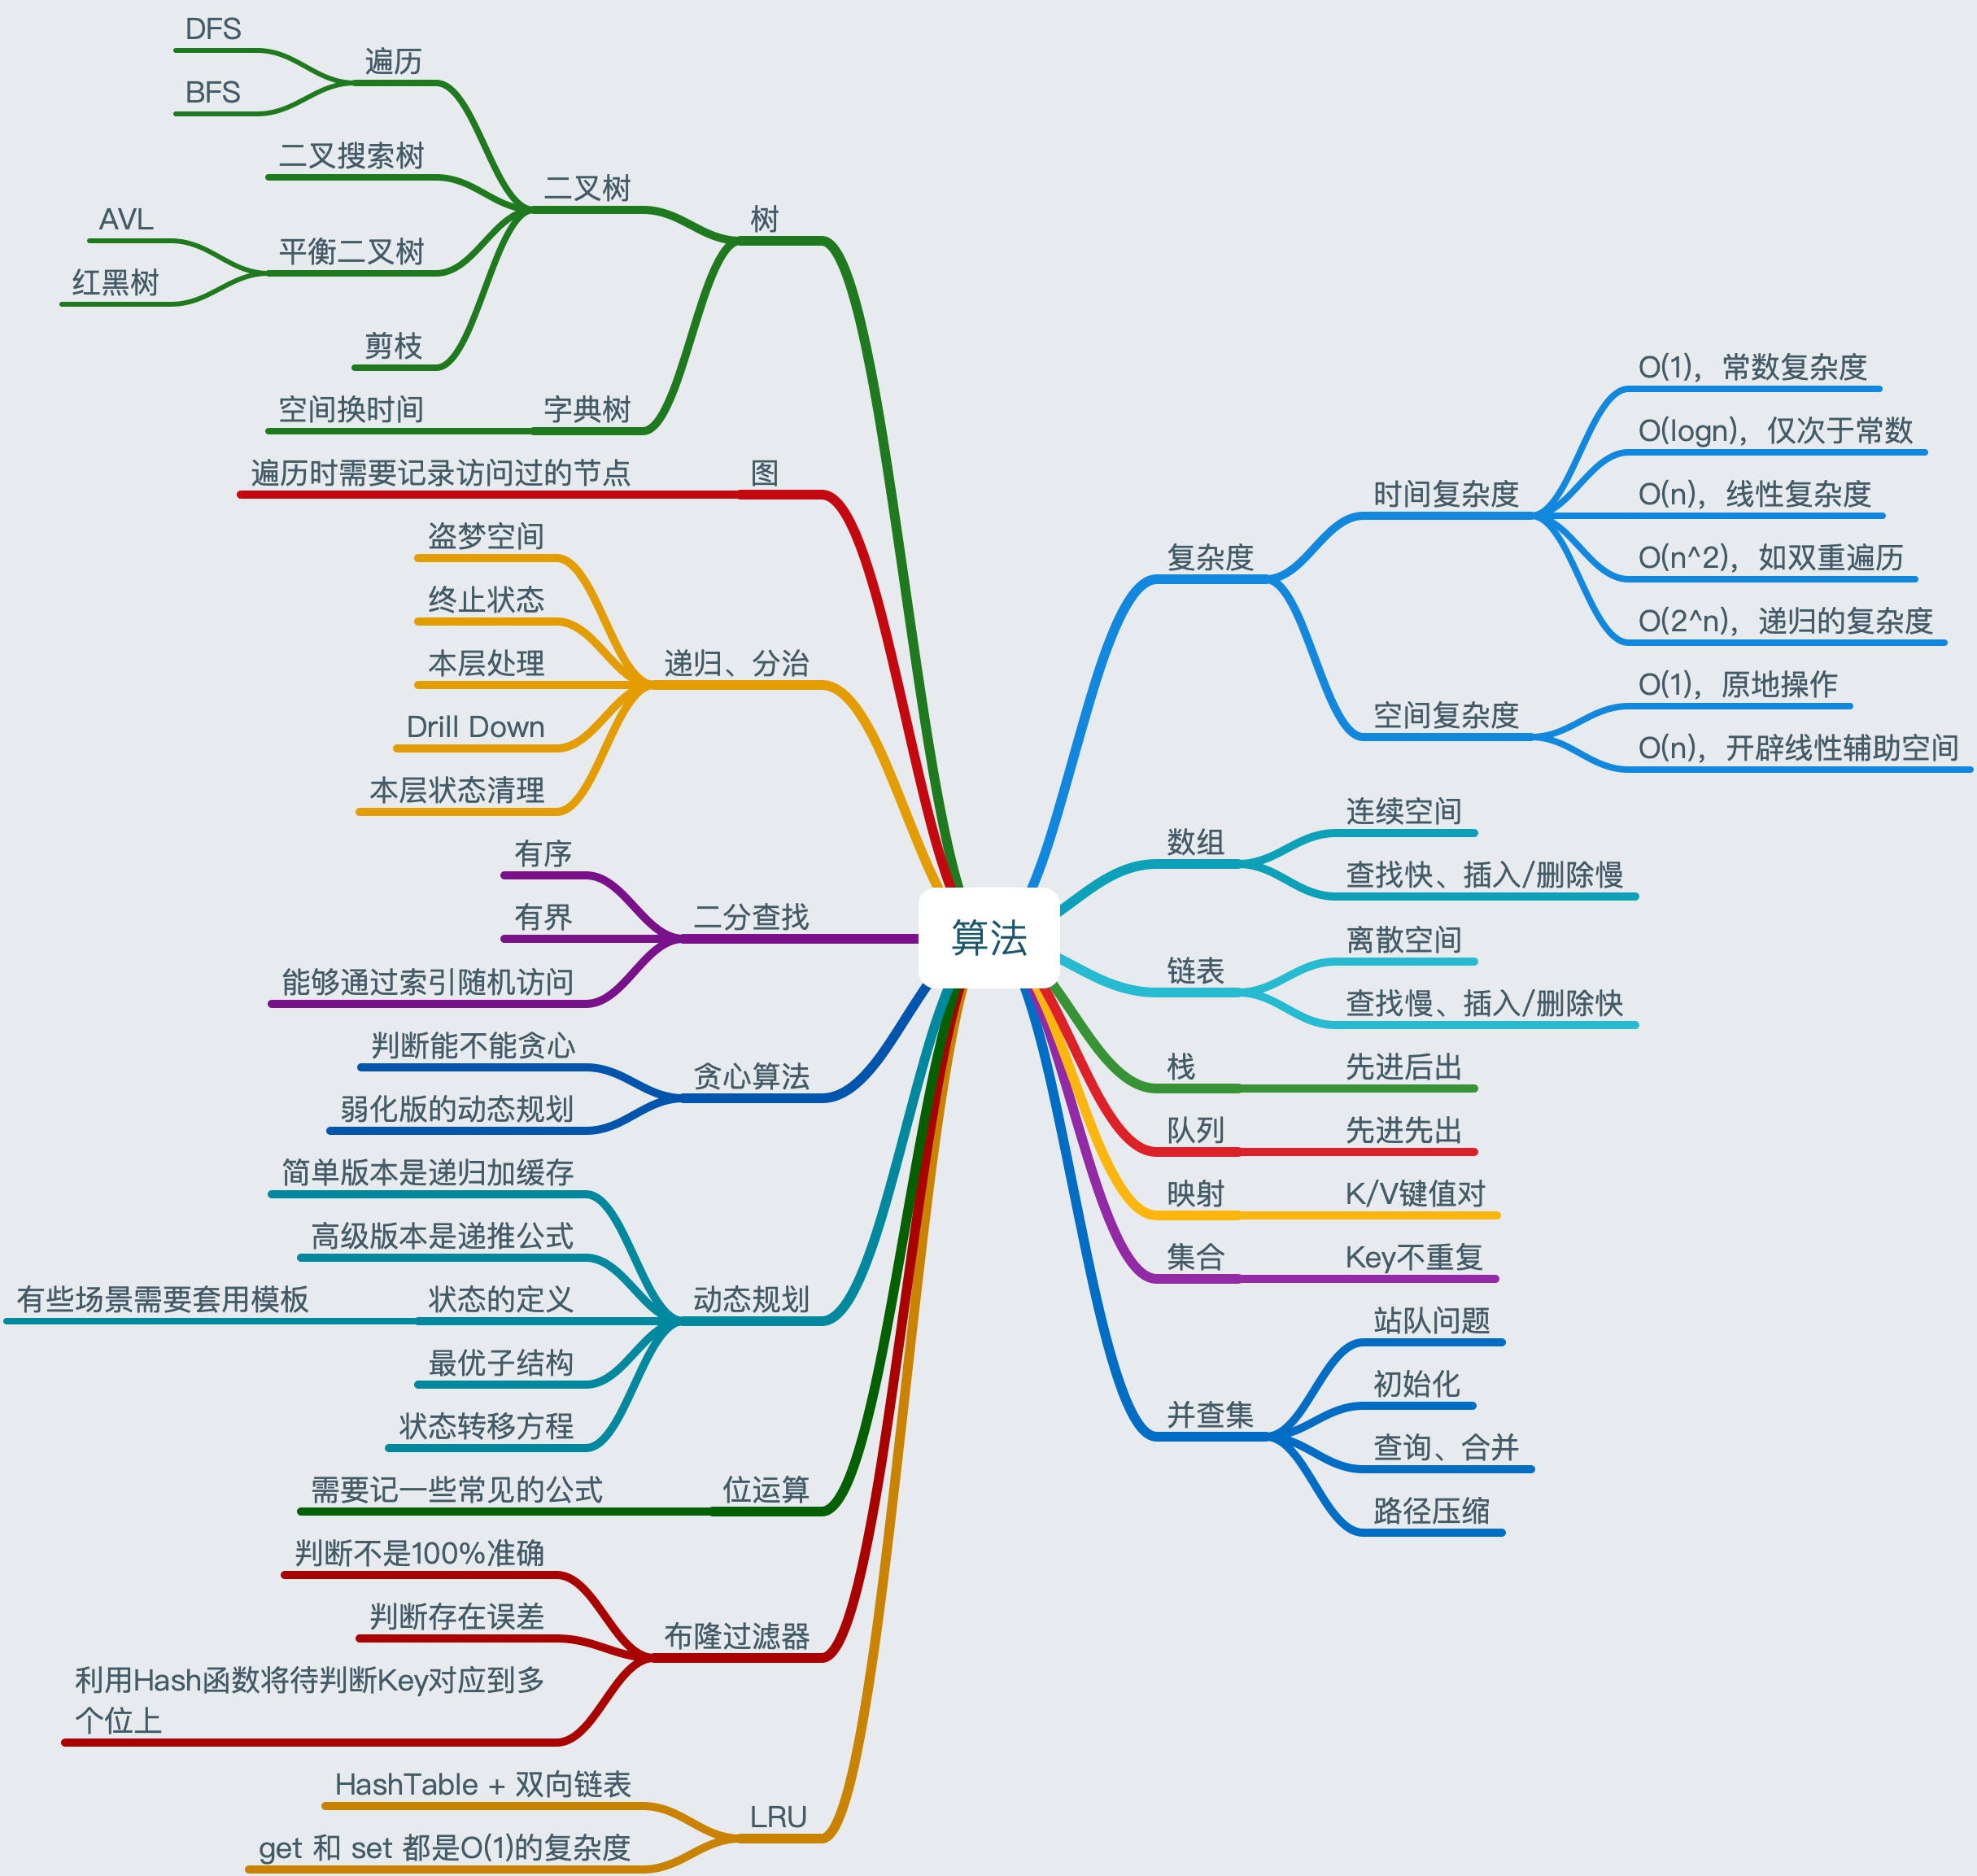 算法
复杂度
时间复杂度
O(1)，常数复杂度
O(logn)，仅次于常数
O(n)，线性复杂度
O(n^2)，如双重遍历
O(2^n)，递归的复杂度
空间复杂度
O(1)，原地操作
O(n)，开辟线性辅助空间
数组
连续空间
查找快、插入/删除慢
链表
离散空间
查找慢、插入/删除快
栈
先进后出
队列
先进先出
映射
K/V键值对
集合
Key不重复
并查集
站队问题
初始化
查询、合并
路径压缩
树
二叉树
遍历
DFS
BFS
二叉搜索树
平衡二叉树
AVL
红黑树
剪枝
字典树
空间换时间
图
遍历时需要记录访问过的节点
递归、分治
盗梦空间
终止状态
本层处理
Drill Down
本层状态清理
二分查找
有序
有界
能够通过索引随机访问
贪心算法
判断能不能贪心
弱化版的动态规划
动态规划
简单版本是递归加缓存
高级版本是递推公式
状态的定义
有些场景需要套用模板
最优子结构
状态转移方程
位运算
需要记一些常见的公式
布隆过滤器
判断不是100%准确
判断存在误差
利用Hash函数将待判断Key对应到多
个位上
LRU
HashTable + 双向链表
get 和 set 都是O(1)的复杂度